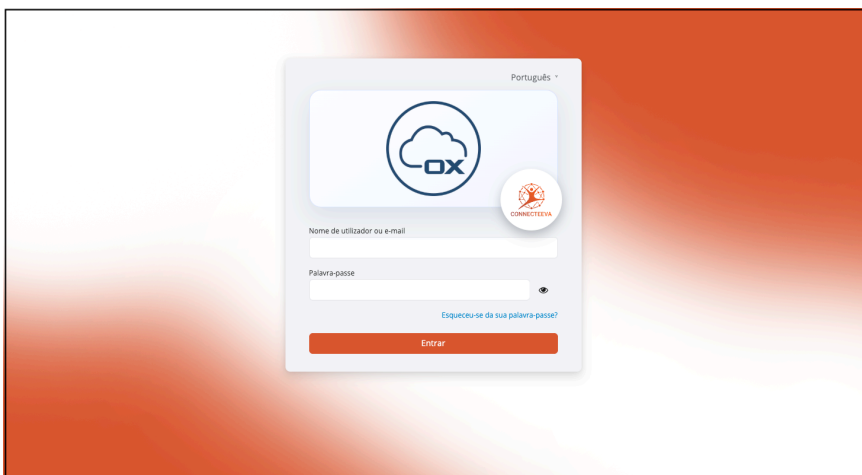 Português
OX
CONNECTEEVA
Nome de utilizador ou e-mail
Palavra-passe
Esqueceu-se da sua palavra-passe?
Entrar